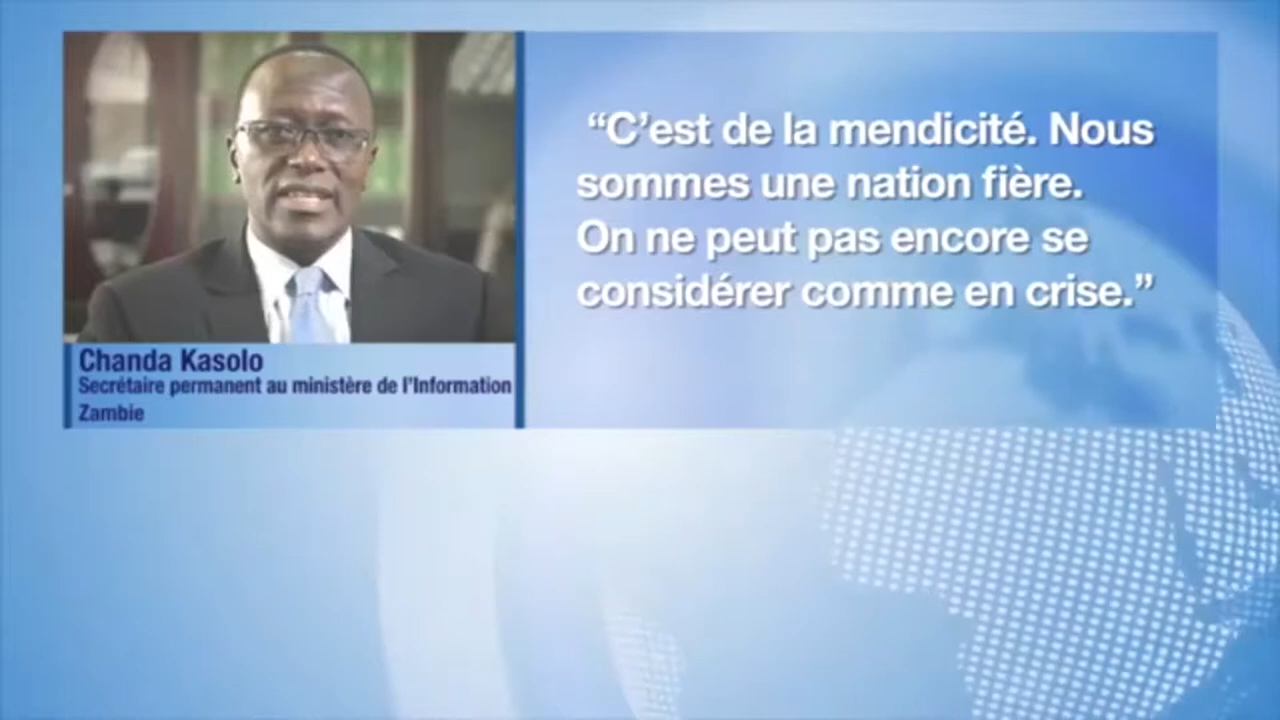 “C’est de la mendicité. Nous
sommes une nation fière.
On ne peut pas encore se
considérer comme en crise.”
Chanda Kasolo
Secrétaire permanent au ministère de l’Information
Zambie